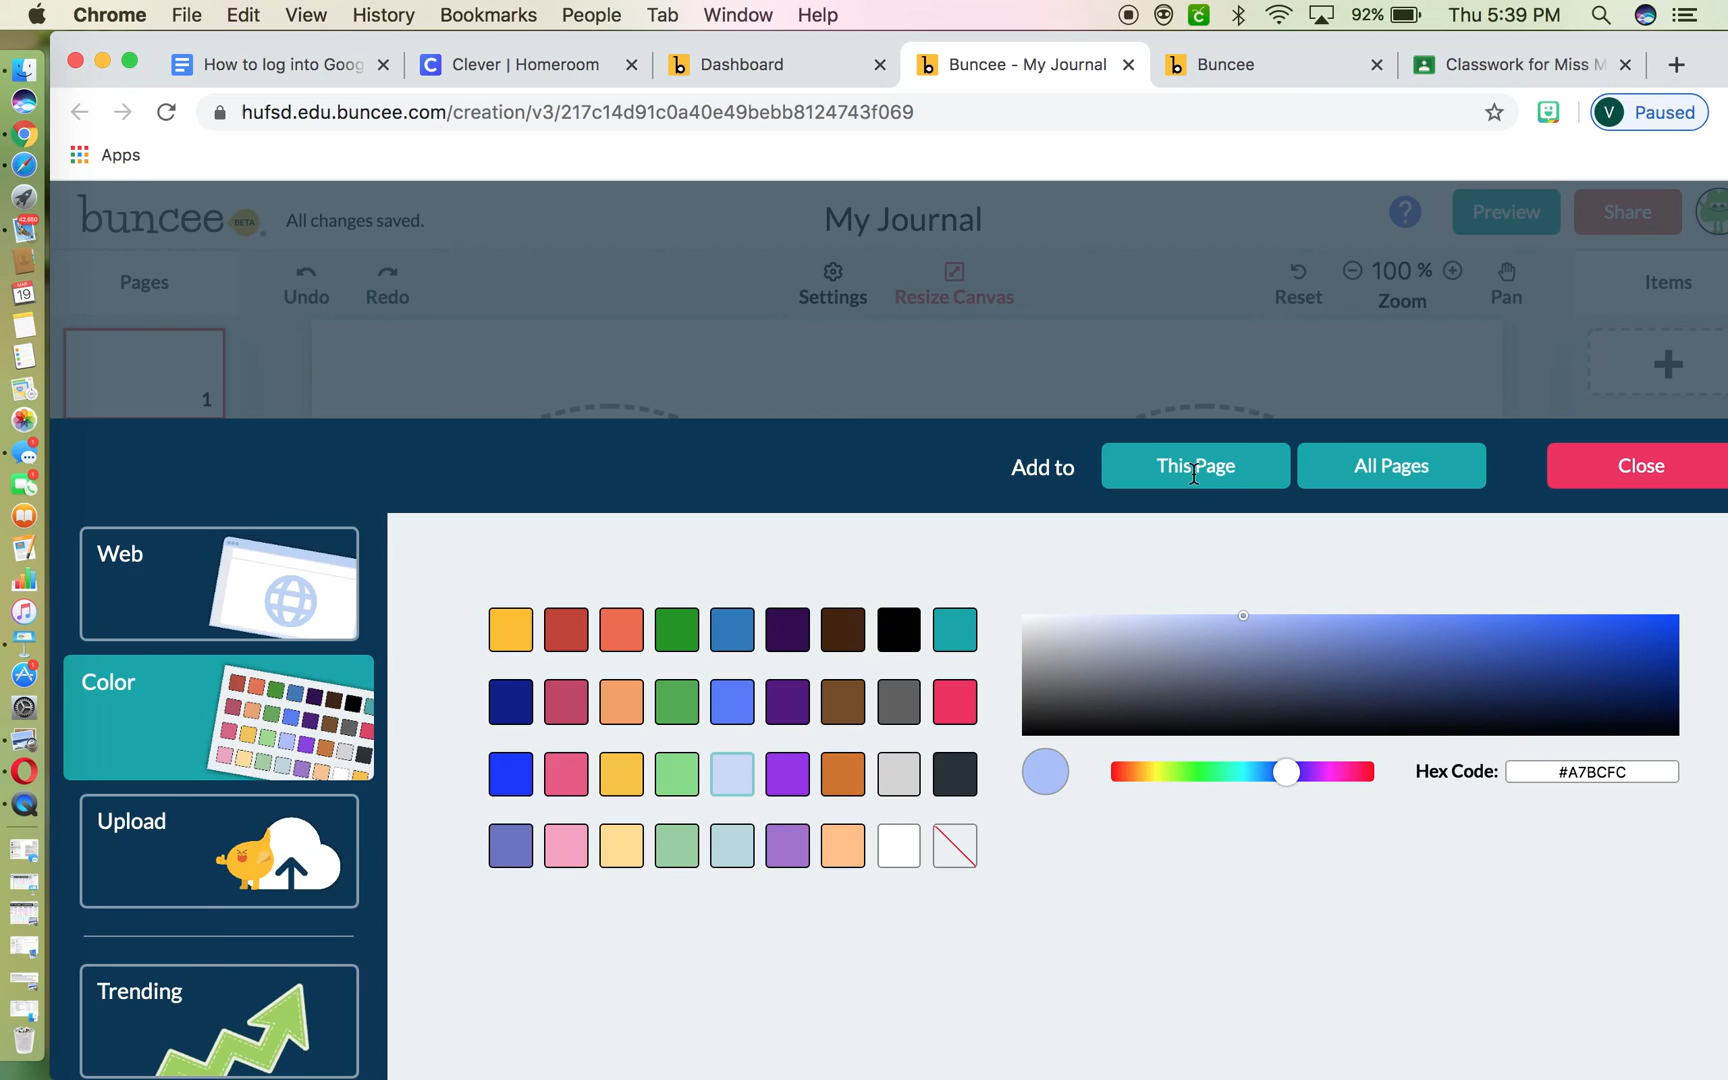 Chrome File Edit View History Bookmarks People Tab Window Help 92% Thu 5:39 PM
How to log into Goog Clever | Homeroom Dashboard Buncee - My Journal Buncee Classwork for Miss M
hufsd.edu.buncee.com/creation/v3/217c14d91c0a40e49bebb8124743f069 V Paused
Apps
buncee BETA All changes saved. My Journal ? Preview Share
Pages Undo Redo Settings Resize Canvas Reset 100 % Zoom Pan Items
1
Add to This Page All Pages Close
Web
Color
Hex Code: #A7BCFC
Upload
Trending